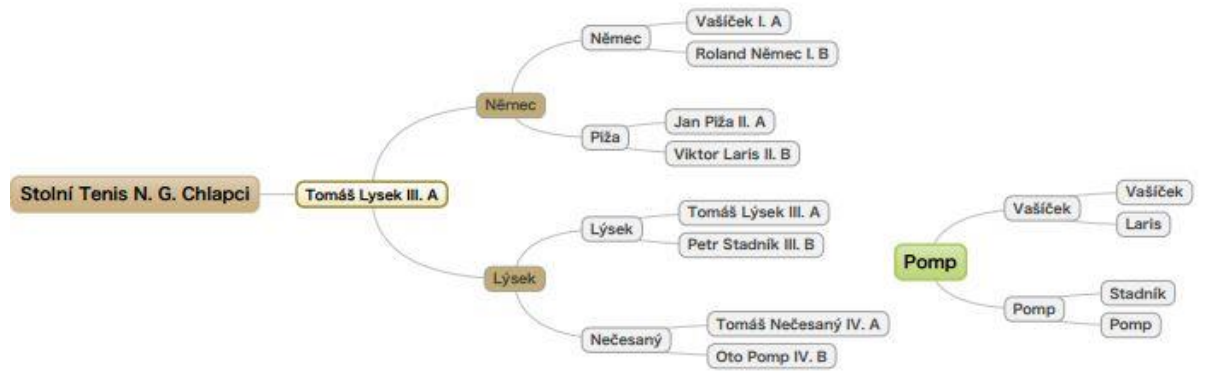 Stolní Tenis N. G. Chlapci
Tomáš Lysek III. A
Němec
Němec
Vašíček I. A
Roland Němec I. B
Piža
Jan Piža II. A
Viktor Laris II. B
Lýsek
Lýsek
Tomáš Lýsek III. A
Petr Stadník III. B
Nečesaný
Tomáš Nečesaný IV. A
Oto Pomp IV. B
Pomp
Vašíček
Vašíček
Laris
Pomp
Stadník
Pomp